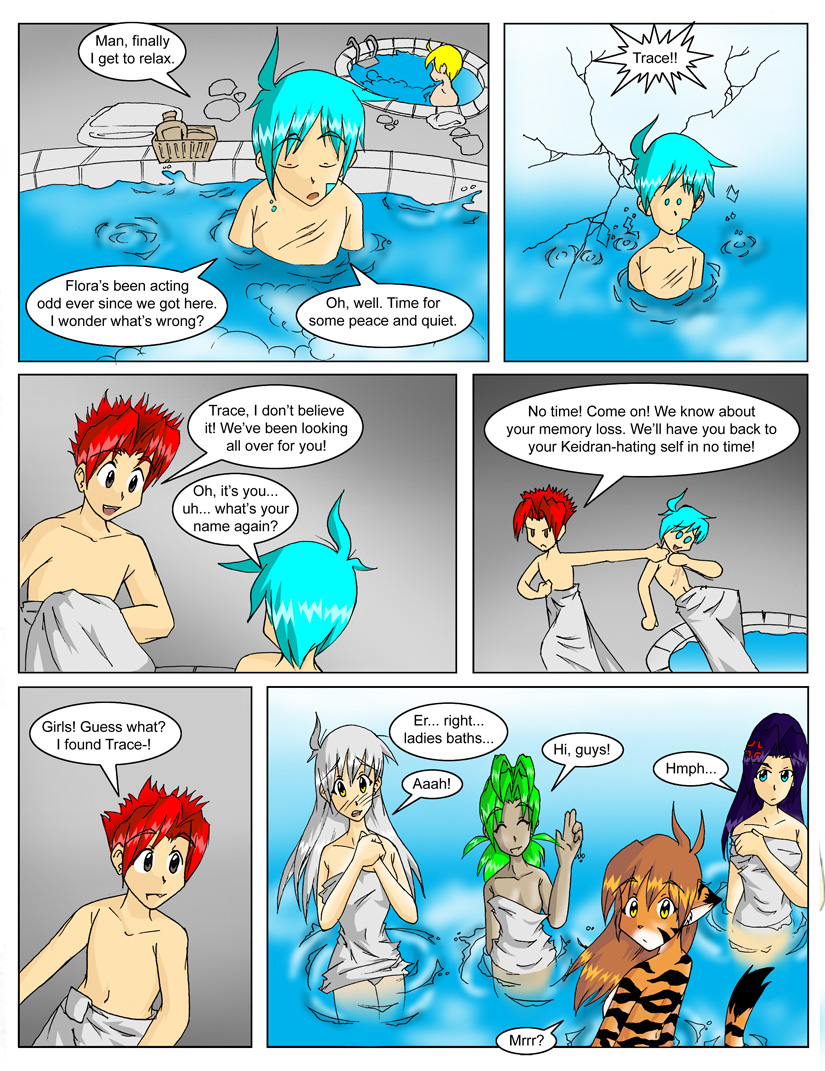 Man, finally
I get to relax.
Flora's been acting
odd ever since we got here.
I wonder what's wrong?
Oh, well. Time for
some peace and quiet.
Trace!!
Trace, I don't believe
it! We've been looking
all over for you!
Oh, it's you...
uh... what's your
name again?
No time! Come on! We know about
your memory loss. We'll have you back to
your Keidran-hating self in no time!
Girls! Guess what?
I found Trace-!
Er... right...
ladies baths...
Aaah!
Hi, guys!
Hmph...
Mrrr?